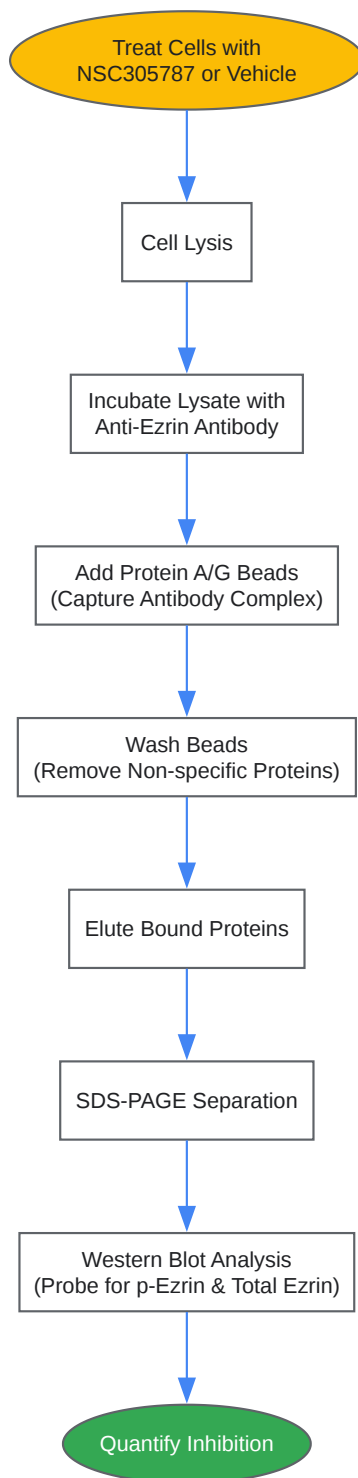 Treat Cells with
NSC305787 or Vehicle
Cell Lysis
Incubate Lysate with
Anti-Ezrin Antibody
Add Protein A/G Beads
(Capture Antibody Complex)
Wash Beads
(Remove Non-specific Proteins)
Elute Bound Proteins
SDS-PAGE Separation
Western Blot Analysis
(Probe for p-Ezrin & Total Ezrin)
Quantify Inhibition